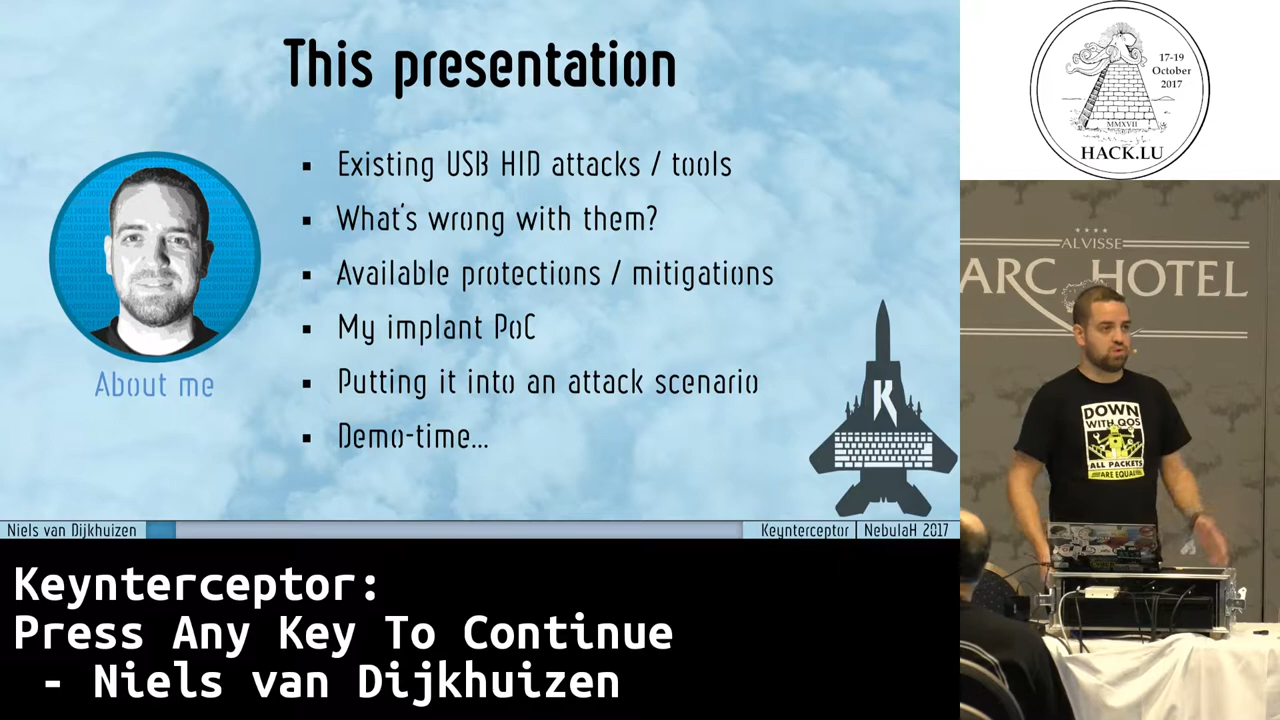 This presentation
▪ Existing USB HID attacks / tools
▪ What's wrong with them?
▪ Available protections / mitigations
▪ My implant PoC
▪ Putting it into an attack scenario
▪ Demo-time...
About me
K
Niels van Dijkhuizen
Keynterceptor | NebulaH 2017
Keynterceptor:
Press Any Key To Continue
- Niels van Dijkhuizen
17-19
October
2017
MMXVII
HACK.LU
★★★★
ALVISSE
ARC HOTEL
DOWN
WITH QOS
ALL PACKETS
ARE EQUAL